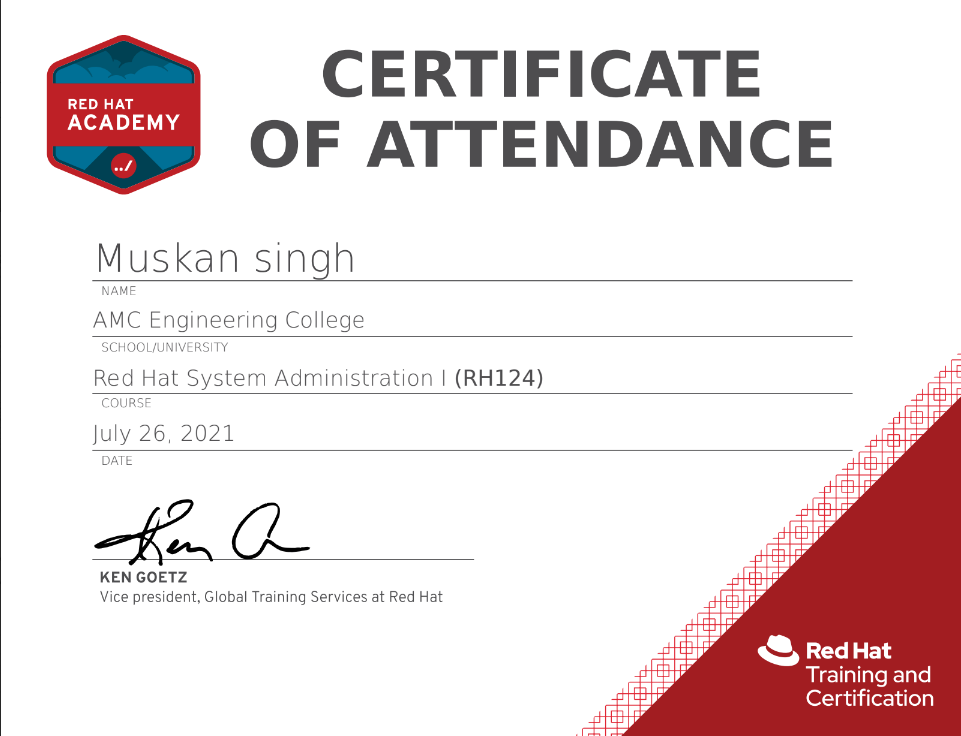 RED HAT
ACADEMY
../
CERTIFICATE
OF ATTENDANCE
Muskan singh
NAME
AMC Engineering College
SCHOOL/UNIVERSITY
Red Hat System Administration I (RH124)
COURSE
July 26, 2021
DATE
Ken G
KEN GOETZ
Vice president, Global Training Services at Red Hat
Red Hat
Training and
Certification